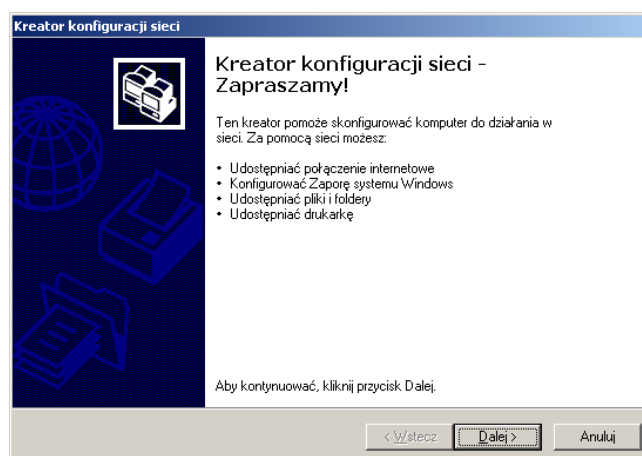 Kreator konfiguracji sieci
Kreator konfiguracji sieci -
Zapraszamy!
Ten kreator pomoże skonfigurować komputer do działania w
sieci. Za pomocą sieci możesz:
• Udostępniać połączenie internetowe
• Konfigurować Zaporę systemu Windows
• Udostępniać pliki i foldery
• Udostępniać drukarkę
Aby kontynuować, kliknij przycisk Dalej.
< Wstecz Dalej > Anuluj